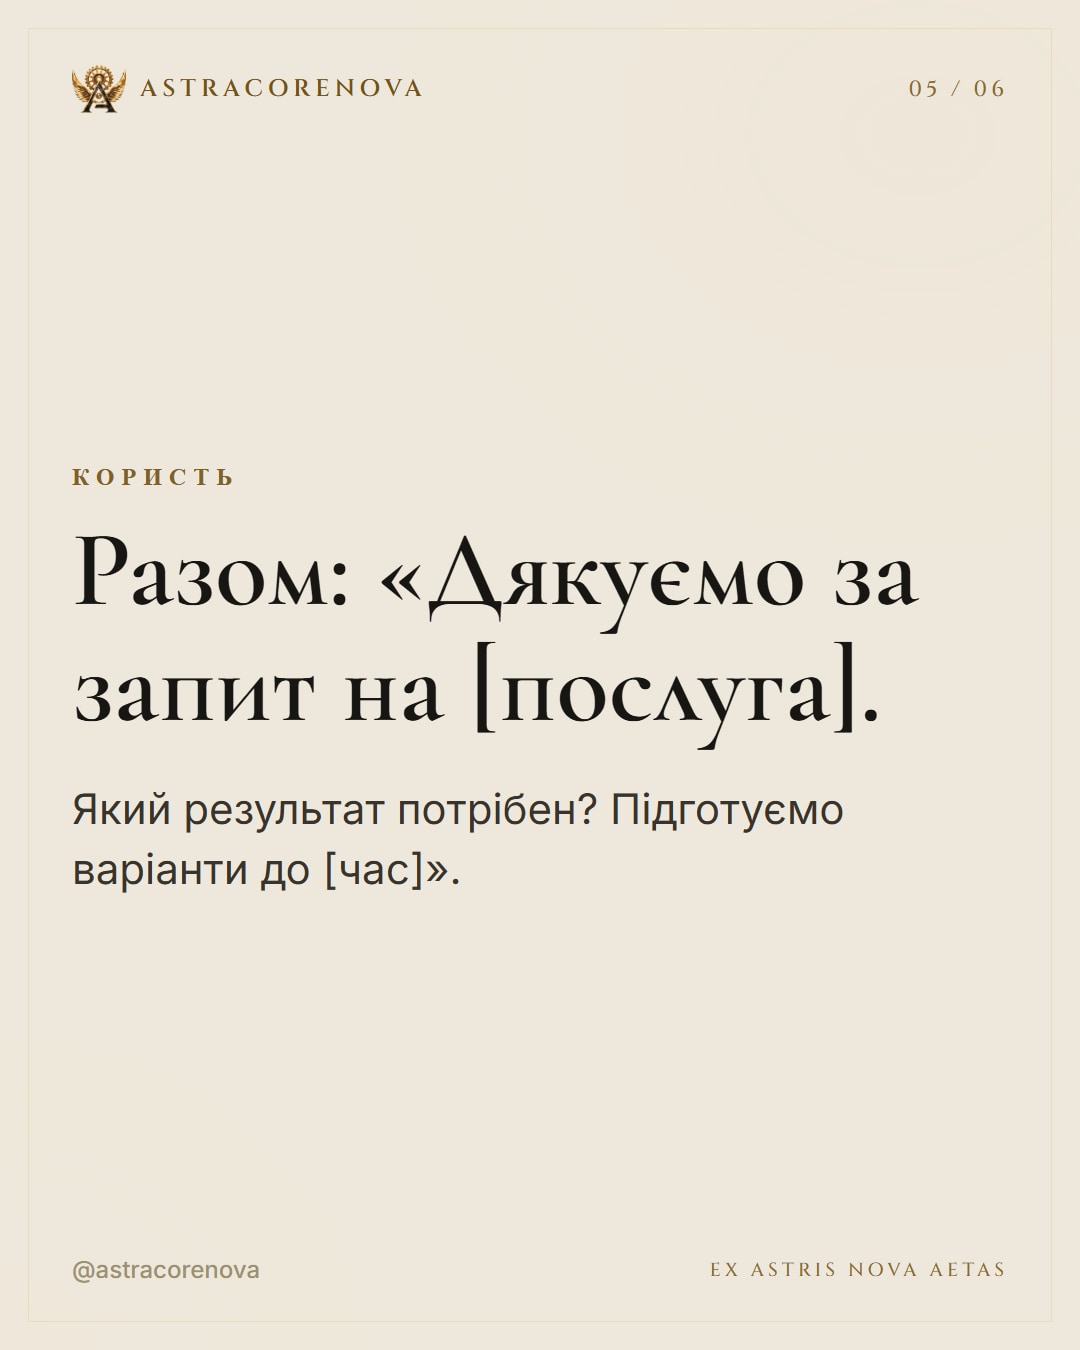 ASTRACORENOVA
05 / 06
КОРИСТЬ
Разом: «Дякуємо за
запит на [послуга].
Який результат потрібен? Підготуємо
варіанти до [час]».
@astracorenova
EX ASTRIS NOVA AETAS